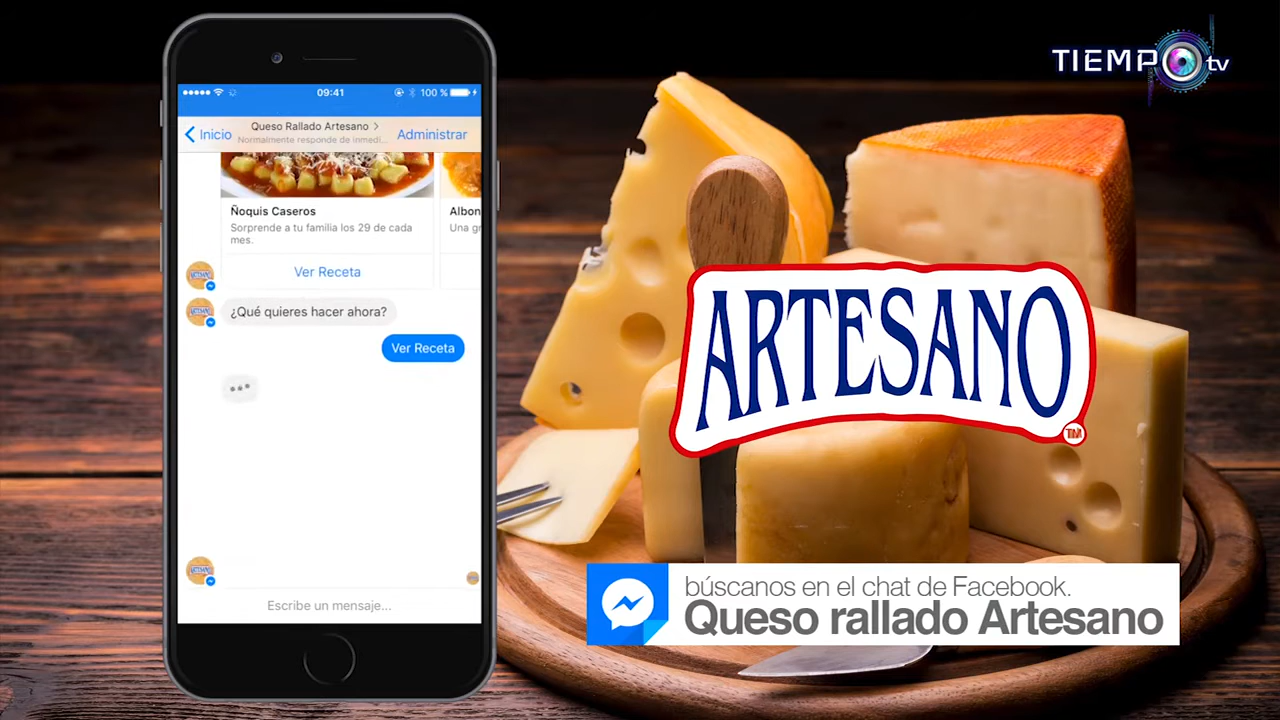 TIEMPO tv
09:41
100 %
Inicio
Queso Rallado Artesano
Normalmente responde de inmedi...
Administrar
Ñoquis Caseros
Sorprende a tu familia los 29 de cada
mes.
Ver Receta
Albon
Una gr
¿Qué quieres hacer ahora?
Ver Receta
Escribe un mensaje...
ARTESANO
TM
búscanos en el chat de Facebook.
Queso rallado Artesano